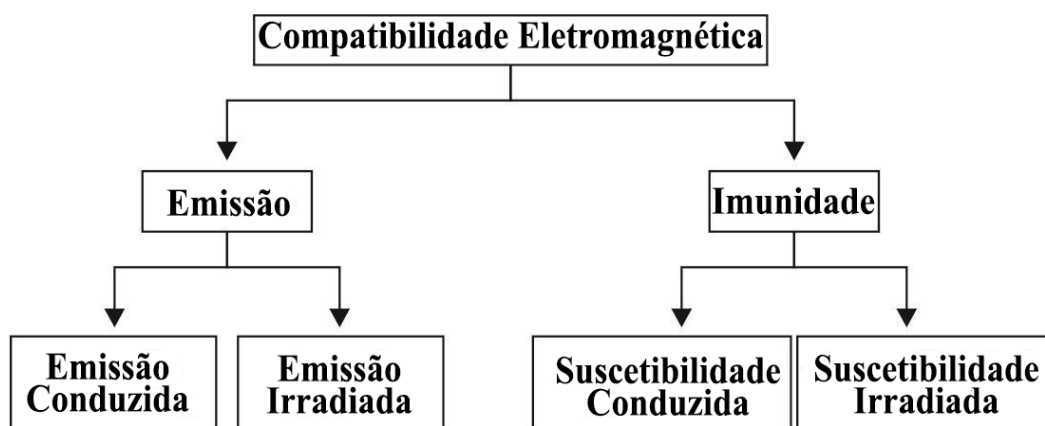 Compatibilidade Eletromagnética
Emissão
Imunidade
Emissão
Conduzida
Emissão
Irradiada
Suscetibilidade
Conduzida
Suscetibilidade
Irradiada